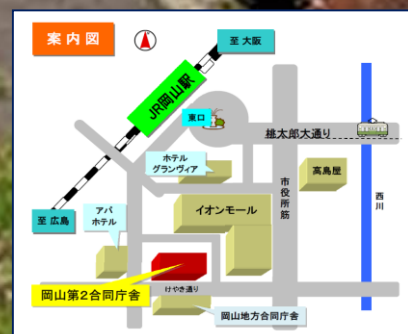 案内図
至 大阪
JR岡山駅
東口
桃太郎大通り
ホテル
グランヴィア
高島屋
市役所筋
西川
イオンモール
至 広島
アパ
ホテル
岡山第2合同庁舎
けやき通り
岡山地方合同庁舎